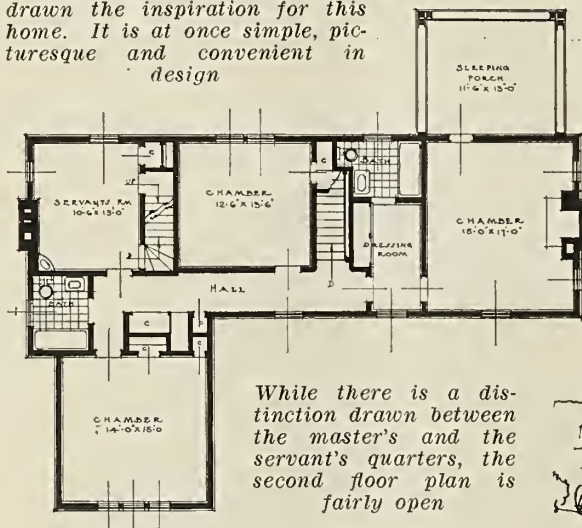 drawn the inspiration for this
home. It is at once simple, pic-
turesque and convenient in
design
SLEEPING
PORCH
11'-6" X 15'-0"
C
BATH
C
UP
CHAMBER
12'-6" X 15'-6"
SERVANTS RM
10-6 X 15'-0"
CHAMBER
15'-0" X 17'-0"
DRESSING
ROOM
D
D
HALL
BATH
C
P
C
C
CHAMBER
14'-0" X 15'-0
While there is a dis-
tinction drawn between
the master's and the
servant's quarters, the
second floor plan is
fairly open